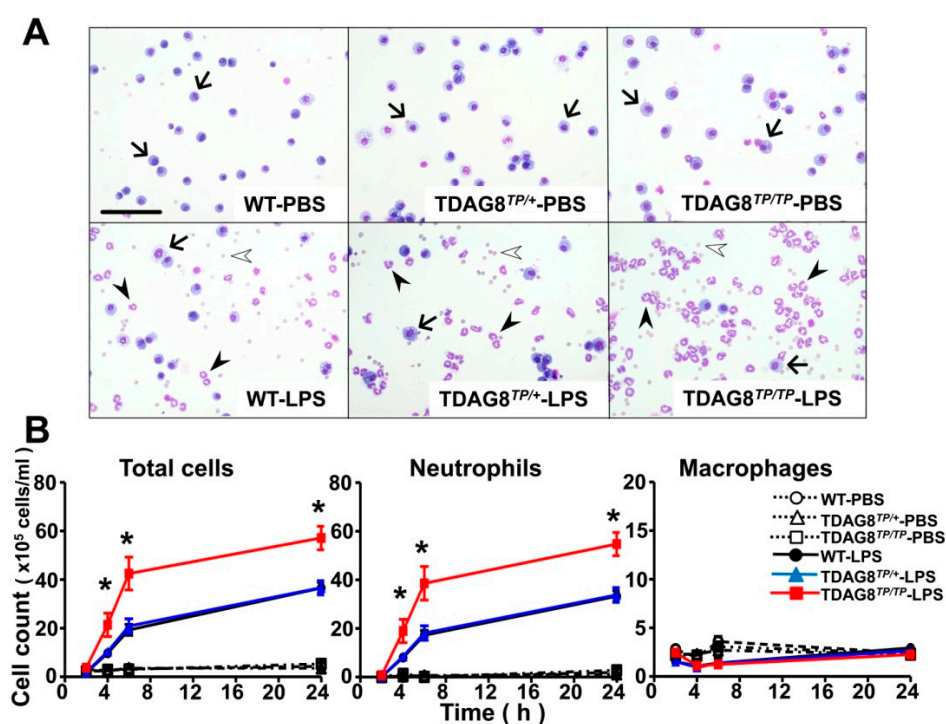 A
WT-PBS
TDAG8TP/+-PBS
TDAG8TP/TP-PBS
WT-LPS
TDAG8TP/+-LPS
TDAG8TP/TP-LPS
B
Total cells
Neutrophils
Macrophages
Cell count ( x10⁵ cells/ml)
80
60
40
20
0
0 4 8 12 16 20 24
* * *
80
60
40
20
0
0 4 8 12 16 20 24
* * *
20
15
10
5
0
0 4 8 12 16 20 24
WT-PBS
TDAG8TP/+-PBS
TDAG8TP/TP-PBS
WT-LPS
TDAG8TP/+-LPS
TDAG8TP/TP-LPS
Time ( h )